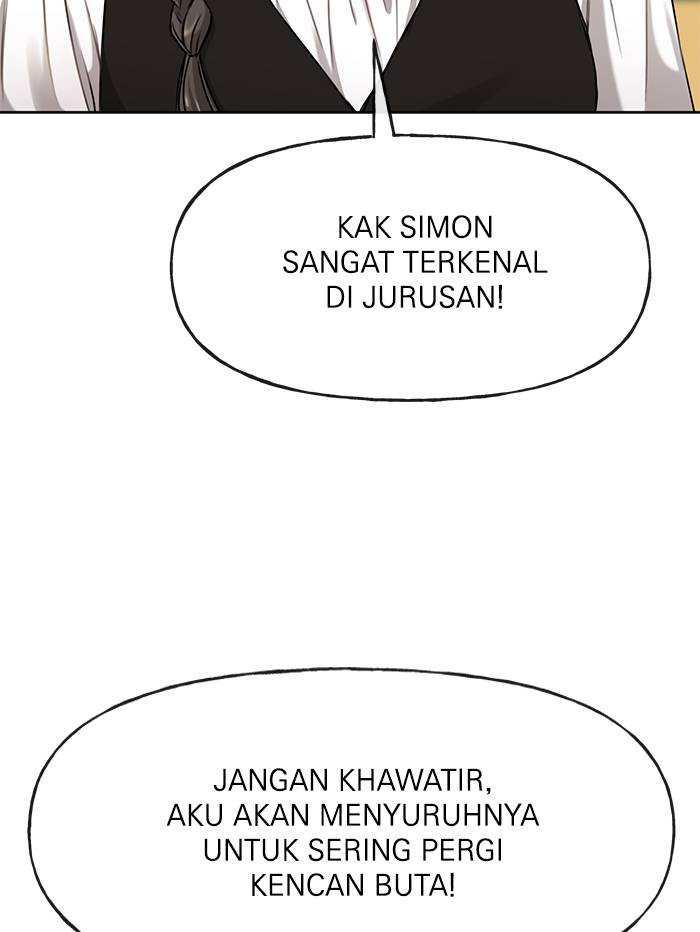 KAK SIMON
SANGAT TERKENAL
DI JURUSAN!
JANGAN KHAWATIR,
AKU AKAN MENYURUHNYA
UNTUK SERING PERGI
KENCAN BUTA!